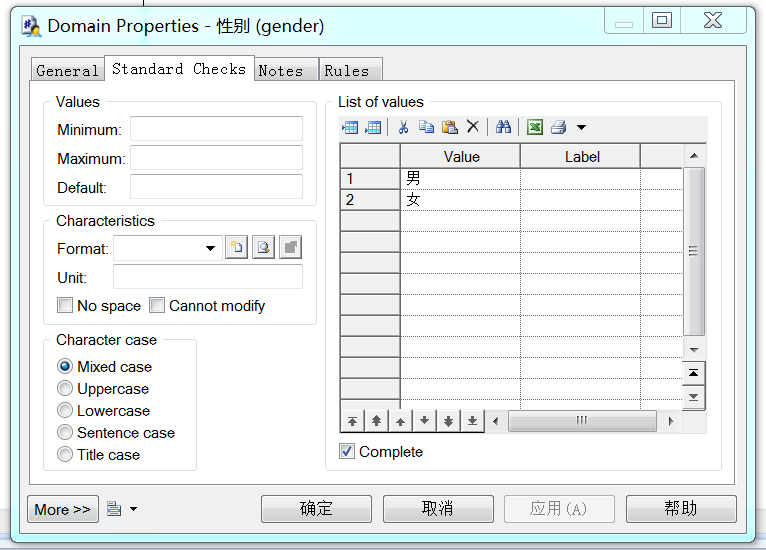 Domain Properties - 性别 (gender)
General
Standard Checks
Notes
Rules
Values
Minimum:
Maximum:
Default:
Characteristics
Format:
Unit:
No space
Cannot modify
Character case
Mixed case
Uppercase
Lowercase
Sentence case
Title case
List of values
Value Label
1 男
2 女
Complete
More >>
确定
取消
应用(A)
帮助